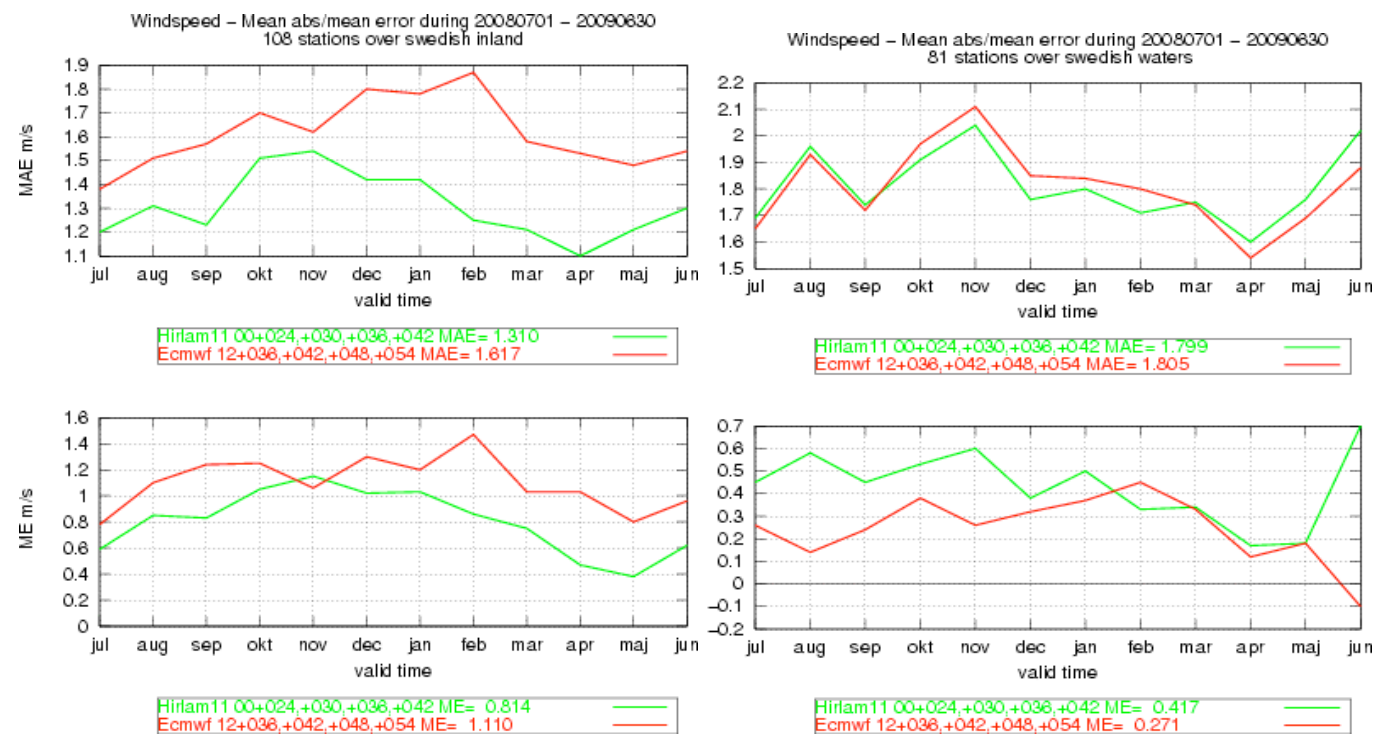 Windspeed – Mean abs/mean error during 20080701 – 20090630
108 stations over swedish inland
1.9
1.8
1.7
1.6
1.5
1.4
1.3
1.2
1.1
MAE m/s
jul aug sep okt nov dec jan feb mar apr maj jun
valid time
Hirlam11 00+024,+030,+036,+042 MAE= 1.310
Ecmwf 12+036,+042,+048,+054 MAE= 1.617
Windspeed – Mean abs/mean error during 20080701 – 20090630
81 stations over swedish waters
2.2
2.1
2
1.9
1.8
1.7
1.6
1.5
jul aug sep okt nov dec jan feb mar apr maj jun
valid time
Hirlam11 00+024,+030,+036,+042 MAE= 1.799
Ecmwf 12+036,+042,+048,+054 MAE= 1.805
1.6
1.4
1.2
1
0.8
0.6
0.4
0.2
0
ME m/s
jul aug sep okt nov dec jan feb mar apr maj jun
valid time
Hirlam11 00+024,+030,+036,+042 ME= 0.814
Ecmwf 12+036,+042,+048,+054 ME= 1.110
0.7
0.6
0.5
0.4
0.3
0.2
0.1
0
–0.1
–0.2
jul aug sep okt nov dec jan feb mar apr maj jun
valid time
Hirlam11 00+024,+030,+036,+042 ME= 0.417
Ecmwf 12+036,+042,+048,+054 ME= 0.271